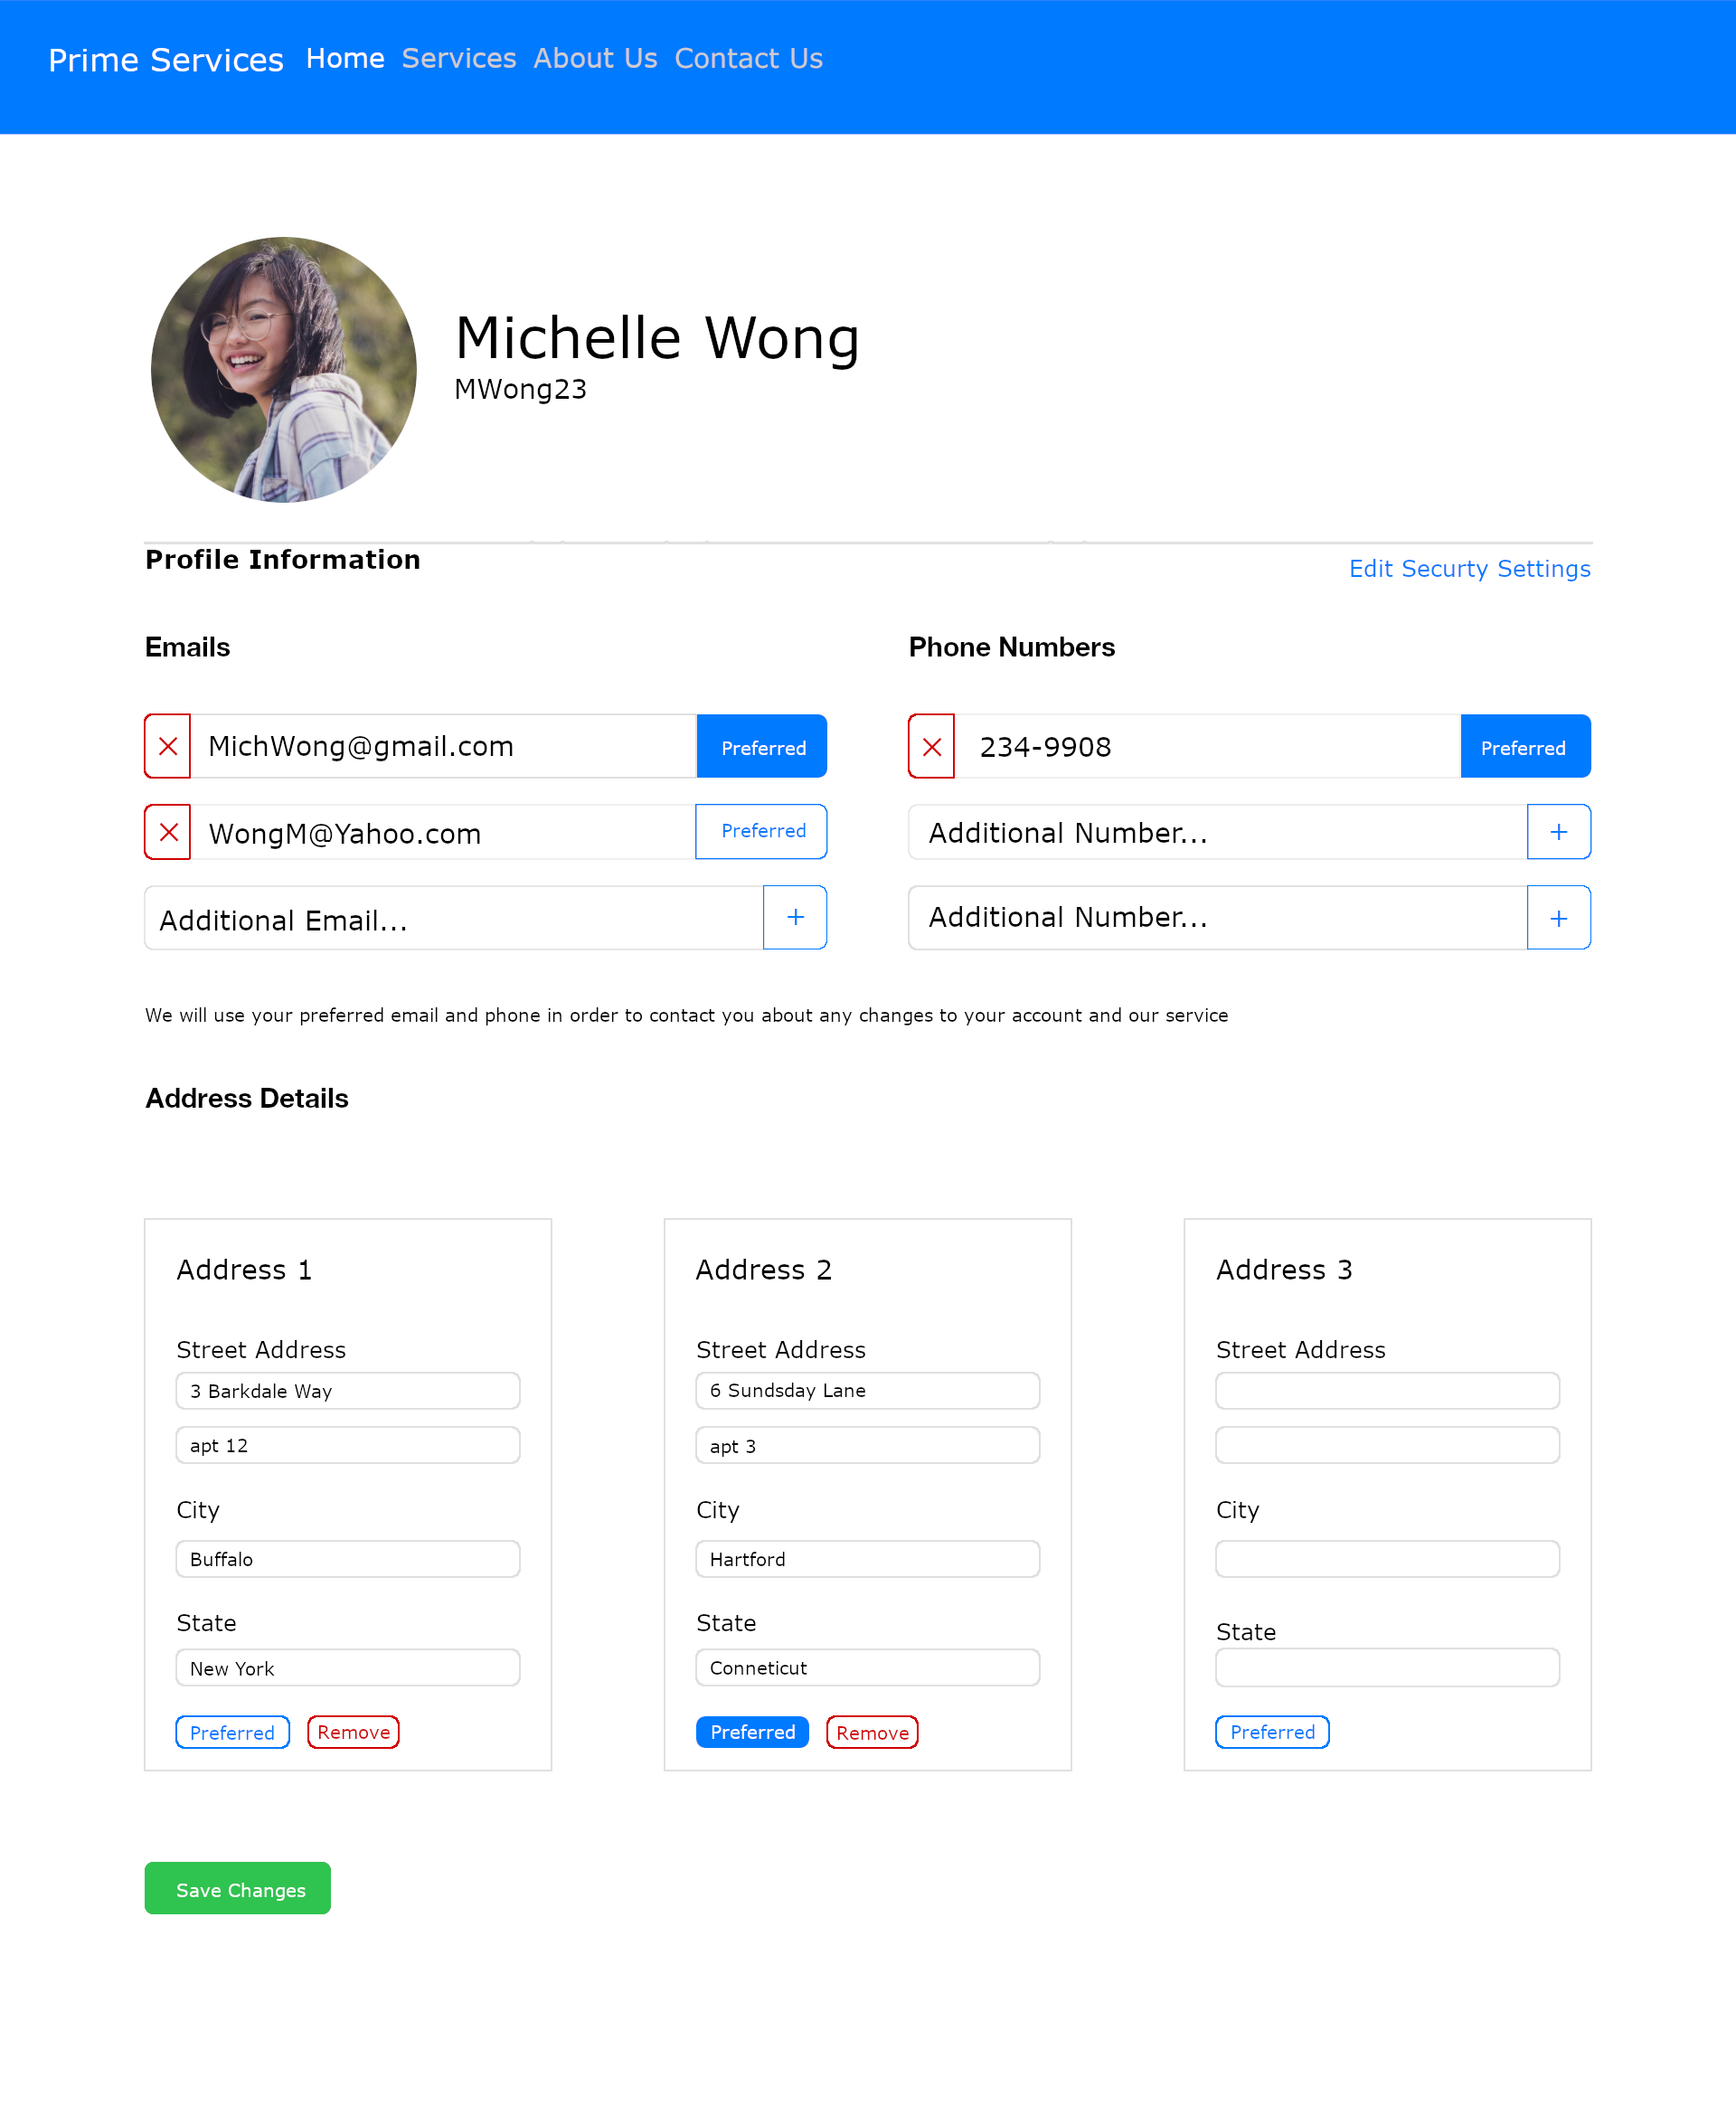 Prime Services Home Services About Us Contact Us
Michelle Wong
MWong23
Profile Information
Edit Securty Settings
Emails
MichWong@gmail.com Preferred
WongM@Yahoo.com Preferred
Additional Email... +
Phone Numbers
234-9908 Preferred
Additional Number... +
Additional Number... +
We will use your preferred email and phone in order to contact you about any changes to your account and our service
Address Details
Address 1
Street Address
3 Barkdale Way
apt 12
City
Buffalo
State
New York
Preferred Remove
Address 2
Street Address
6 Sundsday Lane
apt 3
City
Hartford
State
Conneticut
Preferred Remove
Address 3
Street Address
City
State
Preferred
Save Changes